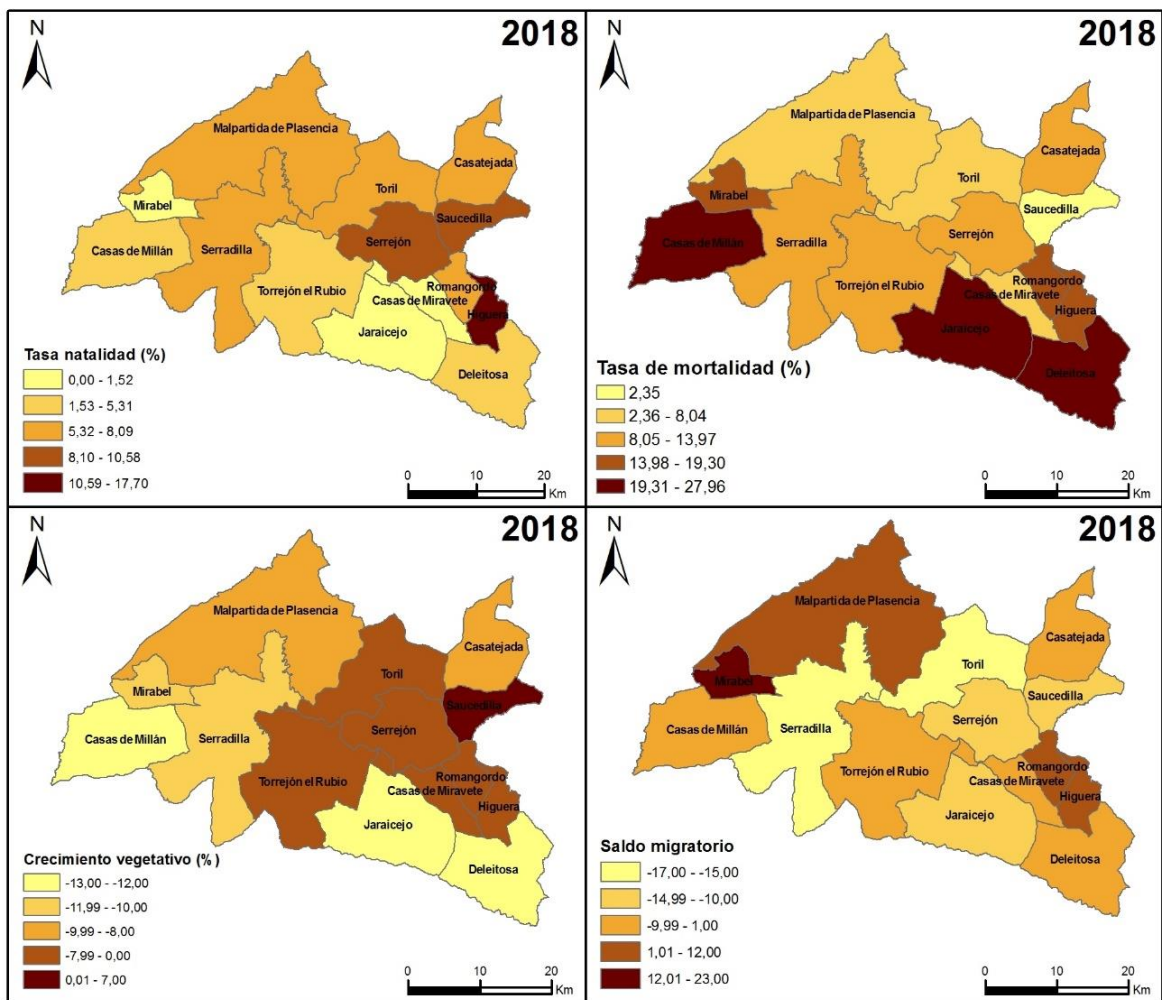 N
2018
Malpartida de Plasencia
Casatejada
Toril
Mirabel
Saucedilla
Serrejón
Casas de Millán
Serradilla
Romangordo
Torrejón el Rubio
Casas de Miravete
Higuera
Jaraicejo
Deleitosa
Tasa natalidad (%)
0,00 - 1,52
1,53 - 5,31
5,32 - 8,09
8,10 - 10,58
10,59 - 17,70
0 10 20
Km
N
2018
Malpartida de Plasencia
Casatejada
Toril
Mirabel
Saucedilla
Serrejón
Casas de Millán
Serradilla
Romangordo
Torrejón el Rubio
Casas de Miravete
Higuera
Jaraicejo
Deleitosa
Tasa de mortalidad (%)
2,35
2,36 - 8,04
8,05 - 13,97
13,98 - 19,30
19,31 - 27,96
0 10 20
Km
N
2018
Malpartida de Plasencia
Casatejada
Toril
Mirabel
Saucedilla
Serrejón
Casas de Millán
Serradilla
Romangordo
Torrejón el Rubio
Casas de Miravete
Higuera
Jaraicejo
Deleitosa
Crecimiento vegetativo (%)
-13,00 - -12,00
-11,99 - -10,00
-9,99 - -8,00
-7,99 - 0,00
0,01 - 7,00
0 10 20
Km
N
2018
Malpartida de Plasencia
Casatejada
Toril
Mirabel
Saucedilla
Serrejón
Casas de Millán
Serradilla
Romangordo
Torrejón el Rubio
Casas de Miravete
Higuera
Jaraicejo
Deleitosa
Saldo migratorio
-17,00 - -15,00
-14,99 - -10,00
-9,99 - 1,00
1,01 - 12,00
12,01 - 23,00
0 10 20
Km